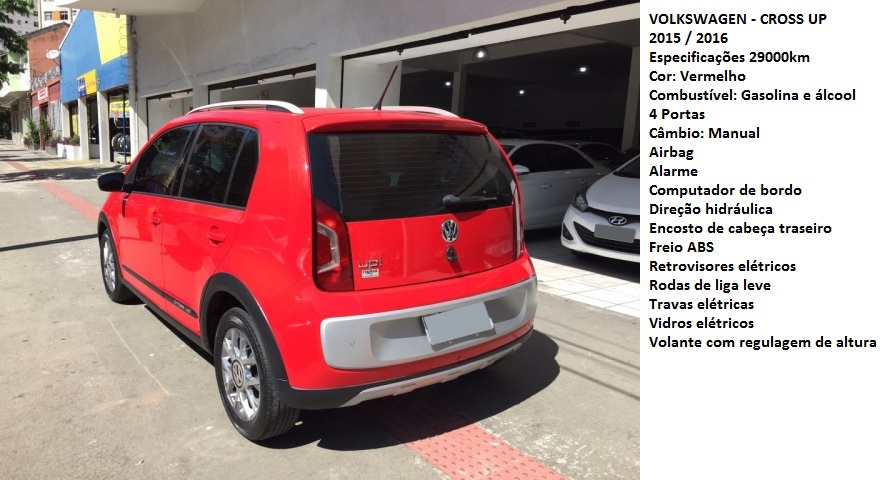 VOLKSWAGEN - CROSS UP
2015 / 2016
Especificações 29000km
Cor: Vermelho
Combustível: Gasolina e álcool
4 Portas
Câmbio: Manual
Airbag
Alarme
Computador de bordo
Direção hidráulica
Encosto de cabeça traseiro
Freio ABS
Retrovisores elétricos
Rodas de liga leve
Travas elétricas
Vidros elétricos
Volante com regulagem de altura
up!